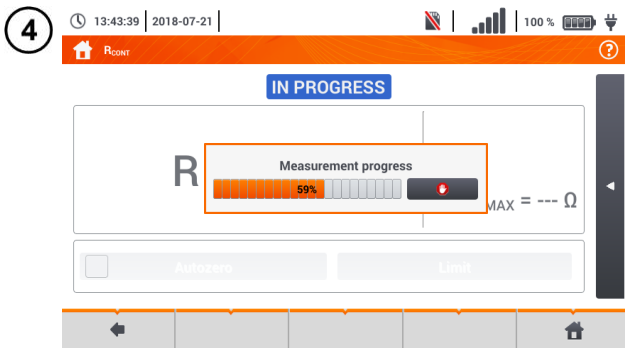 4
13:43:39 2018-07-21 100 %
RCONT
IN PROGRESS
Measurement progress
R
59%
MAX = --- Ω
Autozero Limit